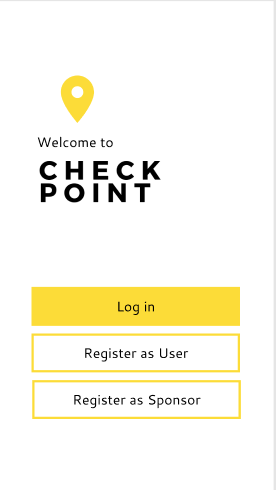 Welcome to
CHECK
POINT
Log in
Register as User
Register as Sponsor